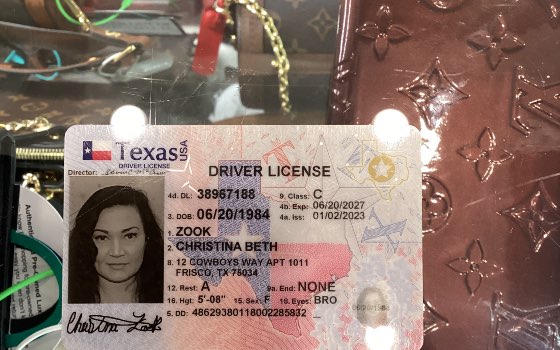 Texas USA
DRIVER LICENSE
Director:
DRIVER LICENSE
4d. DL: 38967188 9. Class: C
4b. Exp: 06/20/2027
3. DOB: 06/20/1984 4a. Iss: 01/02/2023
1. ZOOK
2. CHRISTINA BETH
8. 12 COWBOYS WAY APT 1011
FRISCO, TX 75034
12. Rest: A 9a. End: NONE
16. Hgt: 5'-08" 15. Sex: F 18. Eyes: BRO
5. DD: 48629380118002285832